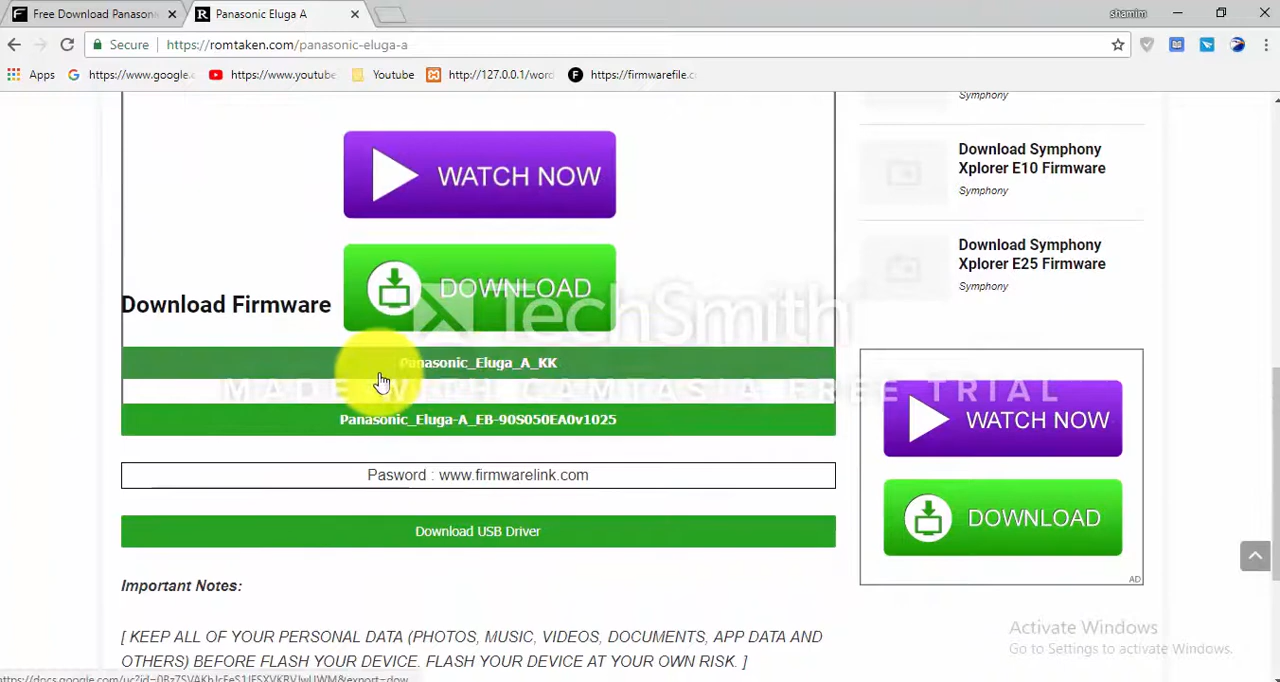 Free Download Panason
Panasonic Eluga A
shamim
Secure
https://romtaken.com/panasonic-eluga-a
Apps
https://www.google.
https://www.youtube
Youtube
http://127.0.0.1/wor
https://firmwarefile.c
Symphony
WATCH NOW
Download Symphony
Xplorer E10 Firmware
Symphony
Download Symphony
Xplorer E25 Firmware
Symphony
DOWNLOAD
Download Firmware
TechSmith
Panasonic_Eluga_A_KK
MADE WITH CAMTASIA FREE TRIAL
Panasonic_Eluga-A_EB-90S050EA0v1025
WATCH NOW
Pasword : www.firmwarelink.com
DOWNLOAD
Download USB Driver
AD
Important Notes:
Activate Windows
Go to Settings to activate Windows.
[ KEEP ALL OF YOUR PERSONAL DATA (PHOTOS, MUSIC, VIDEOS, DOCUMENTS, APP DATA AND
OTHERS) BEFORE FLASH YOUR DEVICE. FLASH YOUR DEVICE AT YOUR OWN RISK. ]